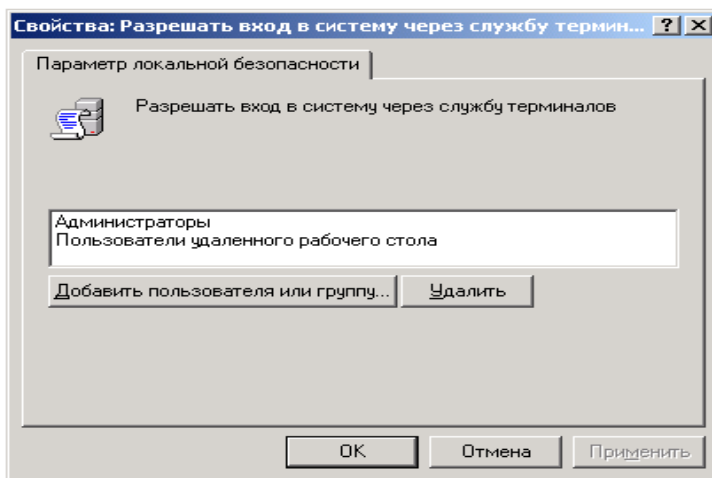 Свойства: Разрешать вход в систему через службу термин...
Параметр локальной безопасности
Разрешать вход в систему через службу терминалов
Администраторы
Пользователи удаленного рабочего стола
Добавить пользователя или группу... Удалить
OK Отмена Применить